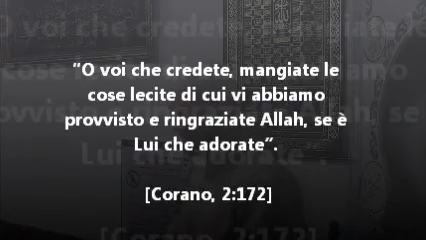 “O voi che credete, mangiate le
cose lecite di cui vi abbiamo
provvisto e ringraziate Allah, se è
Lui che adorate”.
[Corano, 2:172]